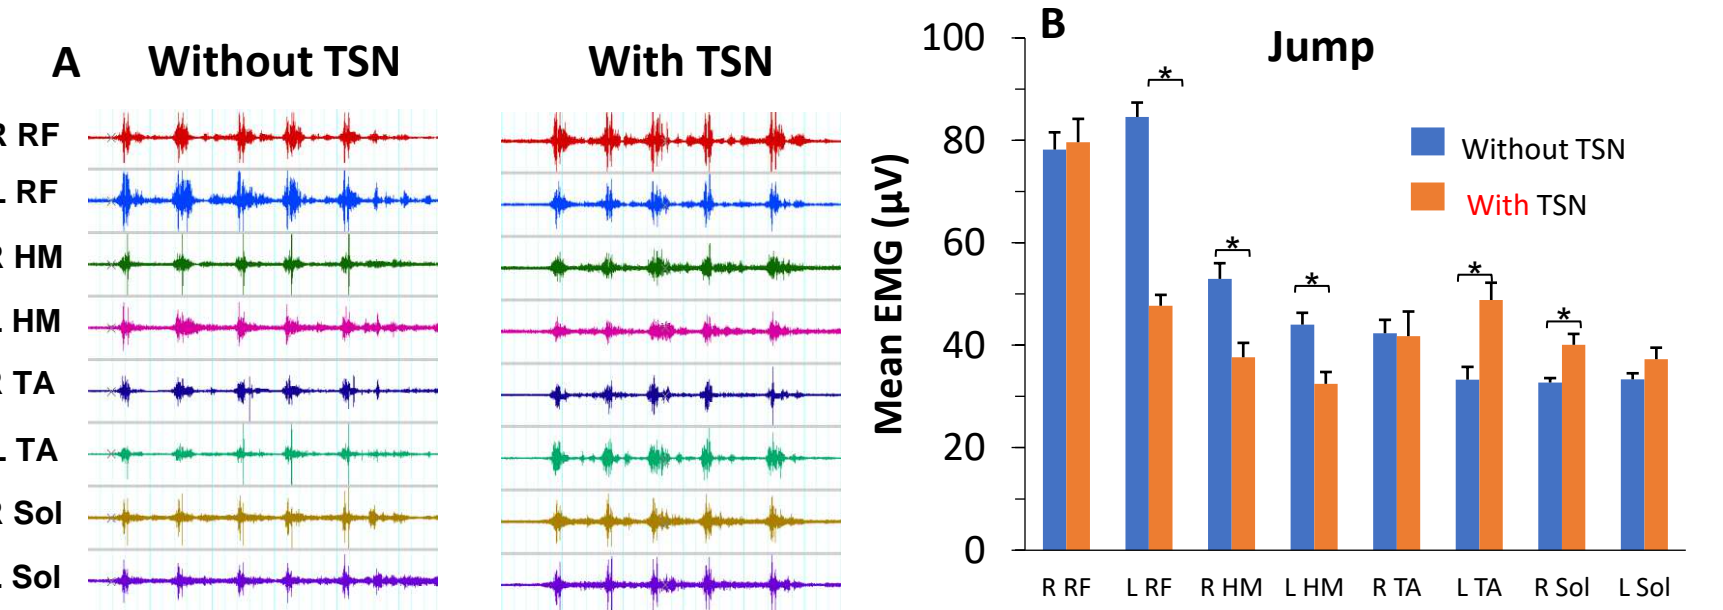 A
Without TSN
With TSN
R RF
L RF
R HM
L HM
R TA
L TA
R Sol
L Sol
B
Jump
Mean EMG (µV)
100
80
60
40
20
0
*
*
*
*
*
Without TSN
With TSN
R RF
L RF
R HM
L HM
R TA
L TA
R Sol
L Sol